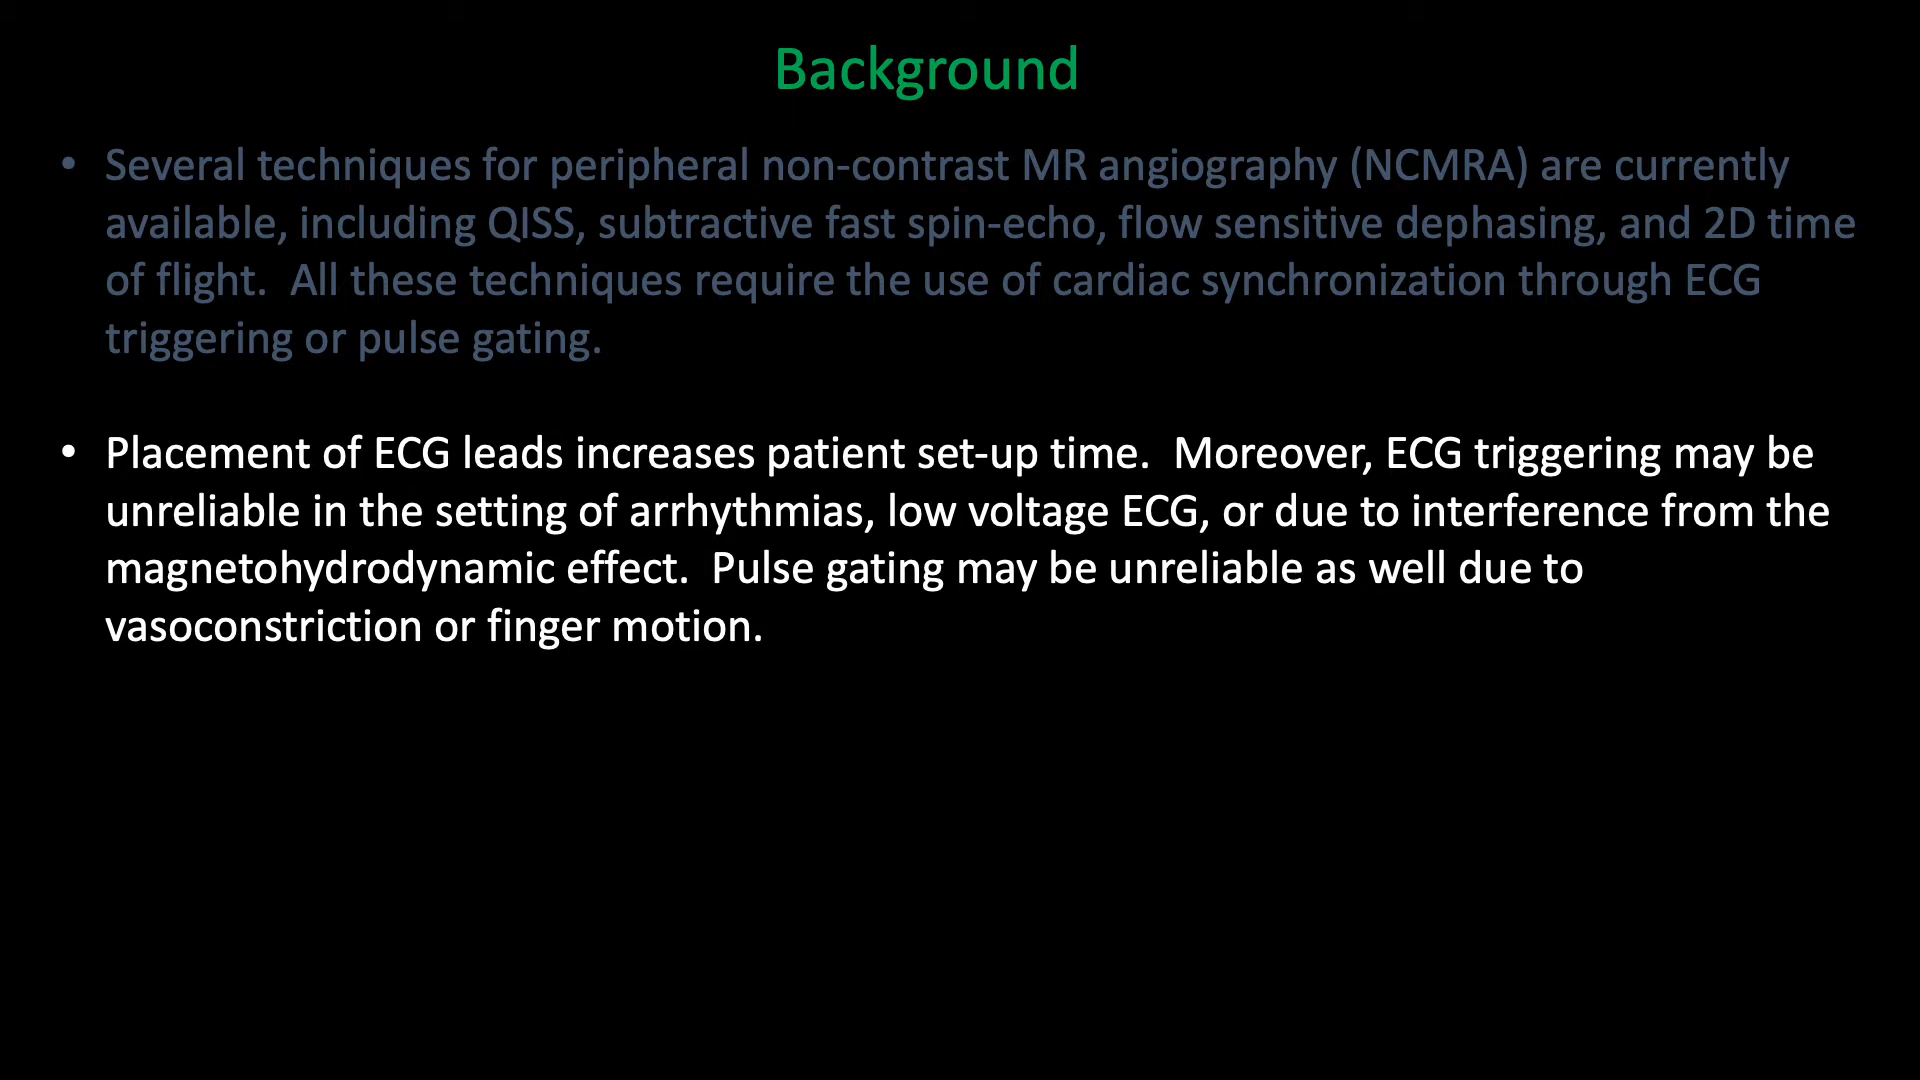 Background
• Several techniques for peripheral non-contrast MR angiography (NCMRA) are currently
available, including QISS, subtractive fast spin-echo, flow sensitive dephasing, and 2D time
of flight.  All these techniques require the use of cardiac synchronization through ECG
triggering or pulse gating.
• Placement of ECG leads increases patient set-up time.  Moreover, ECG triggering may be
unreliable in the setting of arrhythmias, low voltage ECG, or due to interference from the
magnetohydrodynamic effect.  Pulse gating may be unreliable as well due to
vasoconstriction or finger motion.